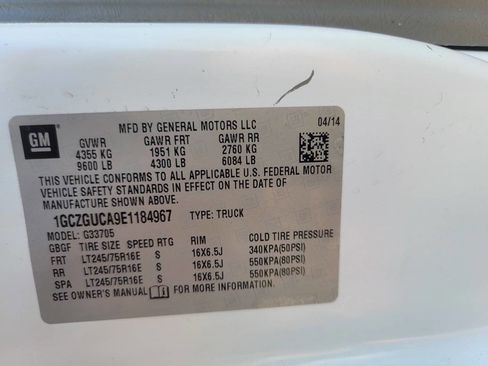 MFD BY GENERAL MOTORS LLC 04/14
GM
GVWR GAWR FRT GAWR RR
4355 KG 1951 KG 2760 KG
9600 LB 4300 LB 6084 LB
THIS VEHICLE CONFORMS TO ALL APPLICABLE U.S. FEDERAL MOTOR
VEHICLE SAFETY STANDARDS IN EFFECT ON THE DATE OF
MANUFACTURE SHOWN ABOVE.
1GCZGUCA9E1184967 TYPE: TRUCK
MODEL: G33705
GBGF TIRE SIZE SPEED RTG RIM COLD TIRE PRESSURE
FRT LT245/75R16E S 16X6.5J 340KPA(50PSI)
RR LT245/75R16E S 16X6.5J 550KPA(80PSI)
SPA LT245/75R16E S 16X6.5J 550KPA(80PSI)
SEE OWNER'S MANUAL FOR MORE INFORMATION.